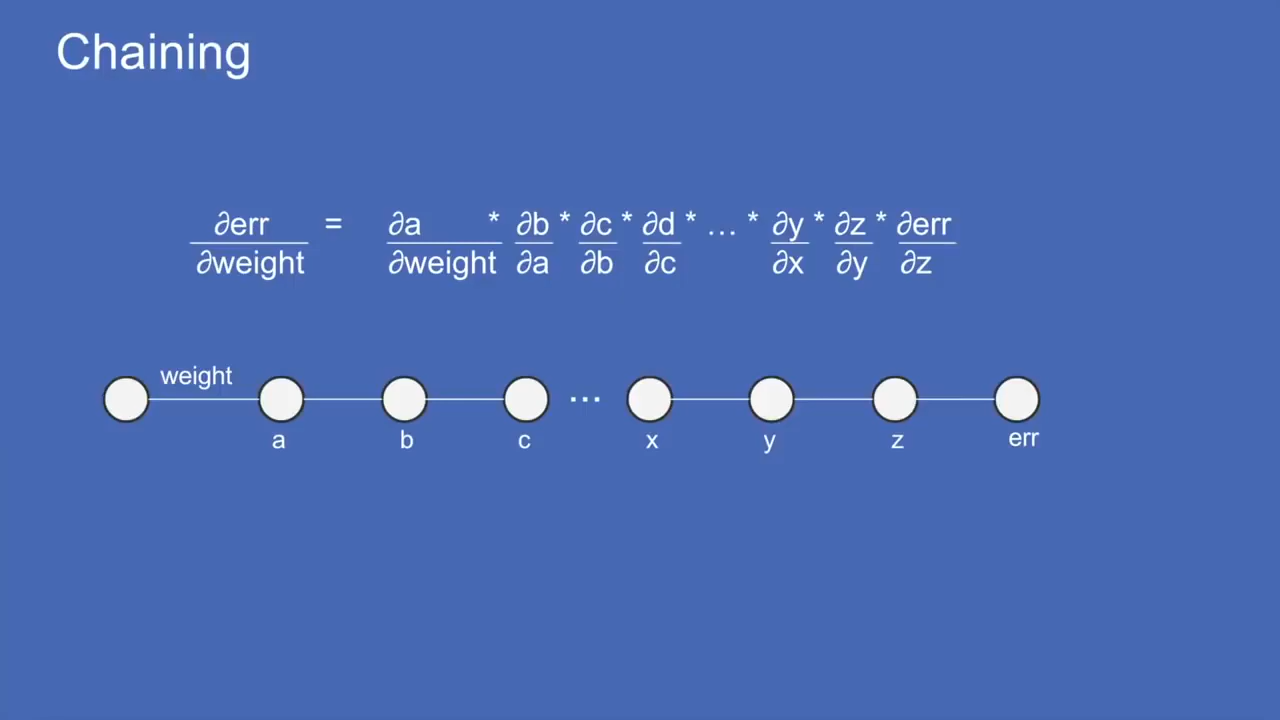 Chaining
∂err = ∂a * ∂b * ∂c * ∂d * … * ∂y * ∂z * ∂err
∂weight ∂weight ∂a ∂b ∂c ∂x ∂y ∂z
weight
...
a b c x y z err